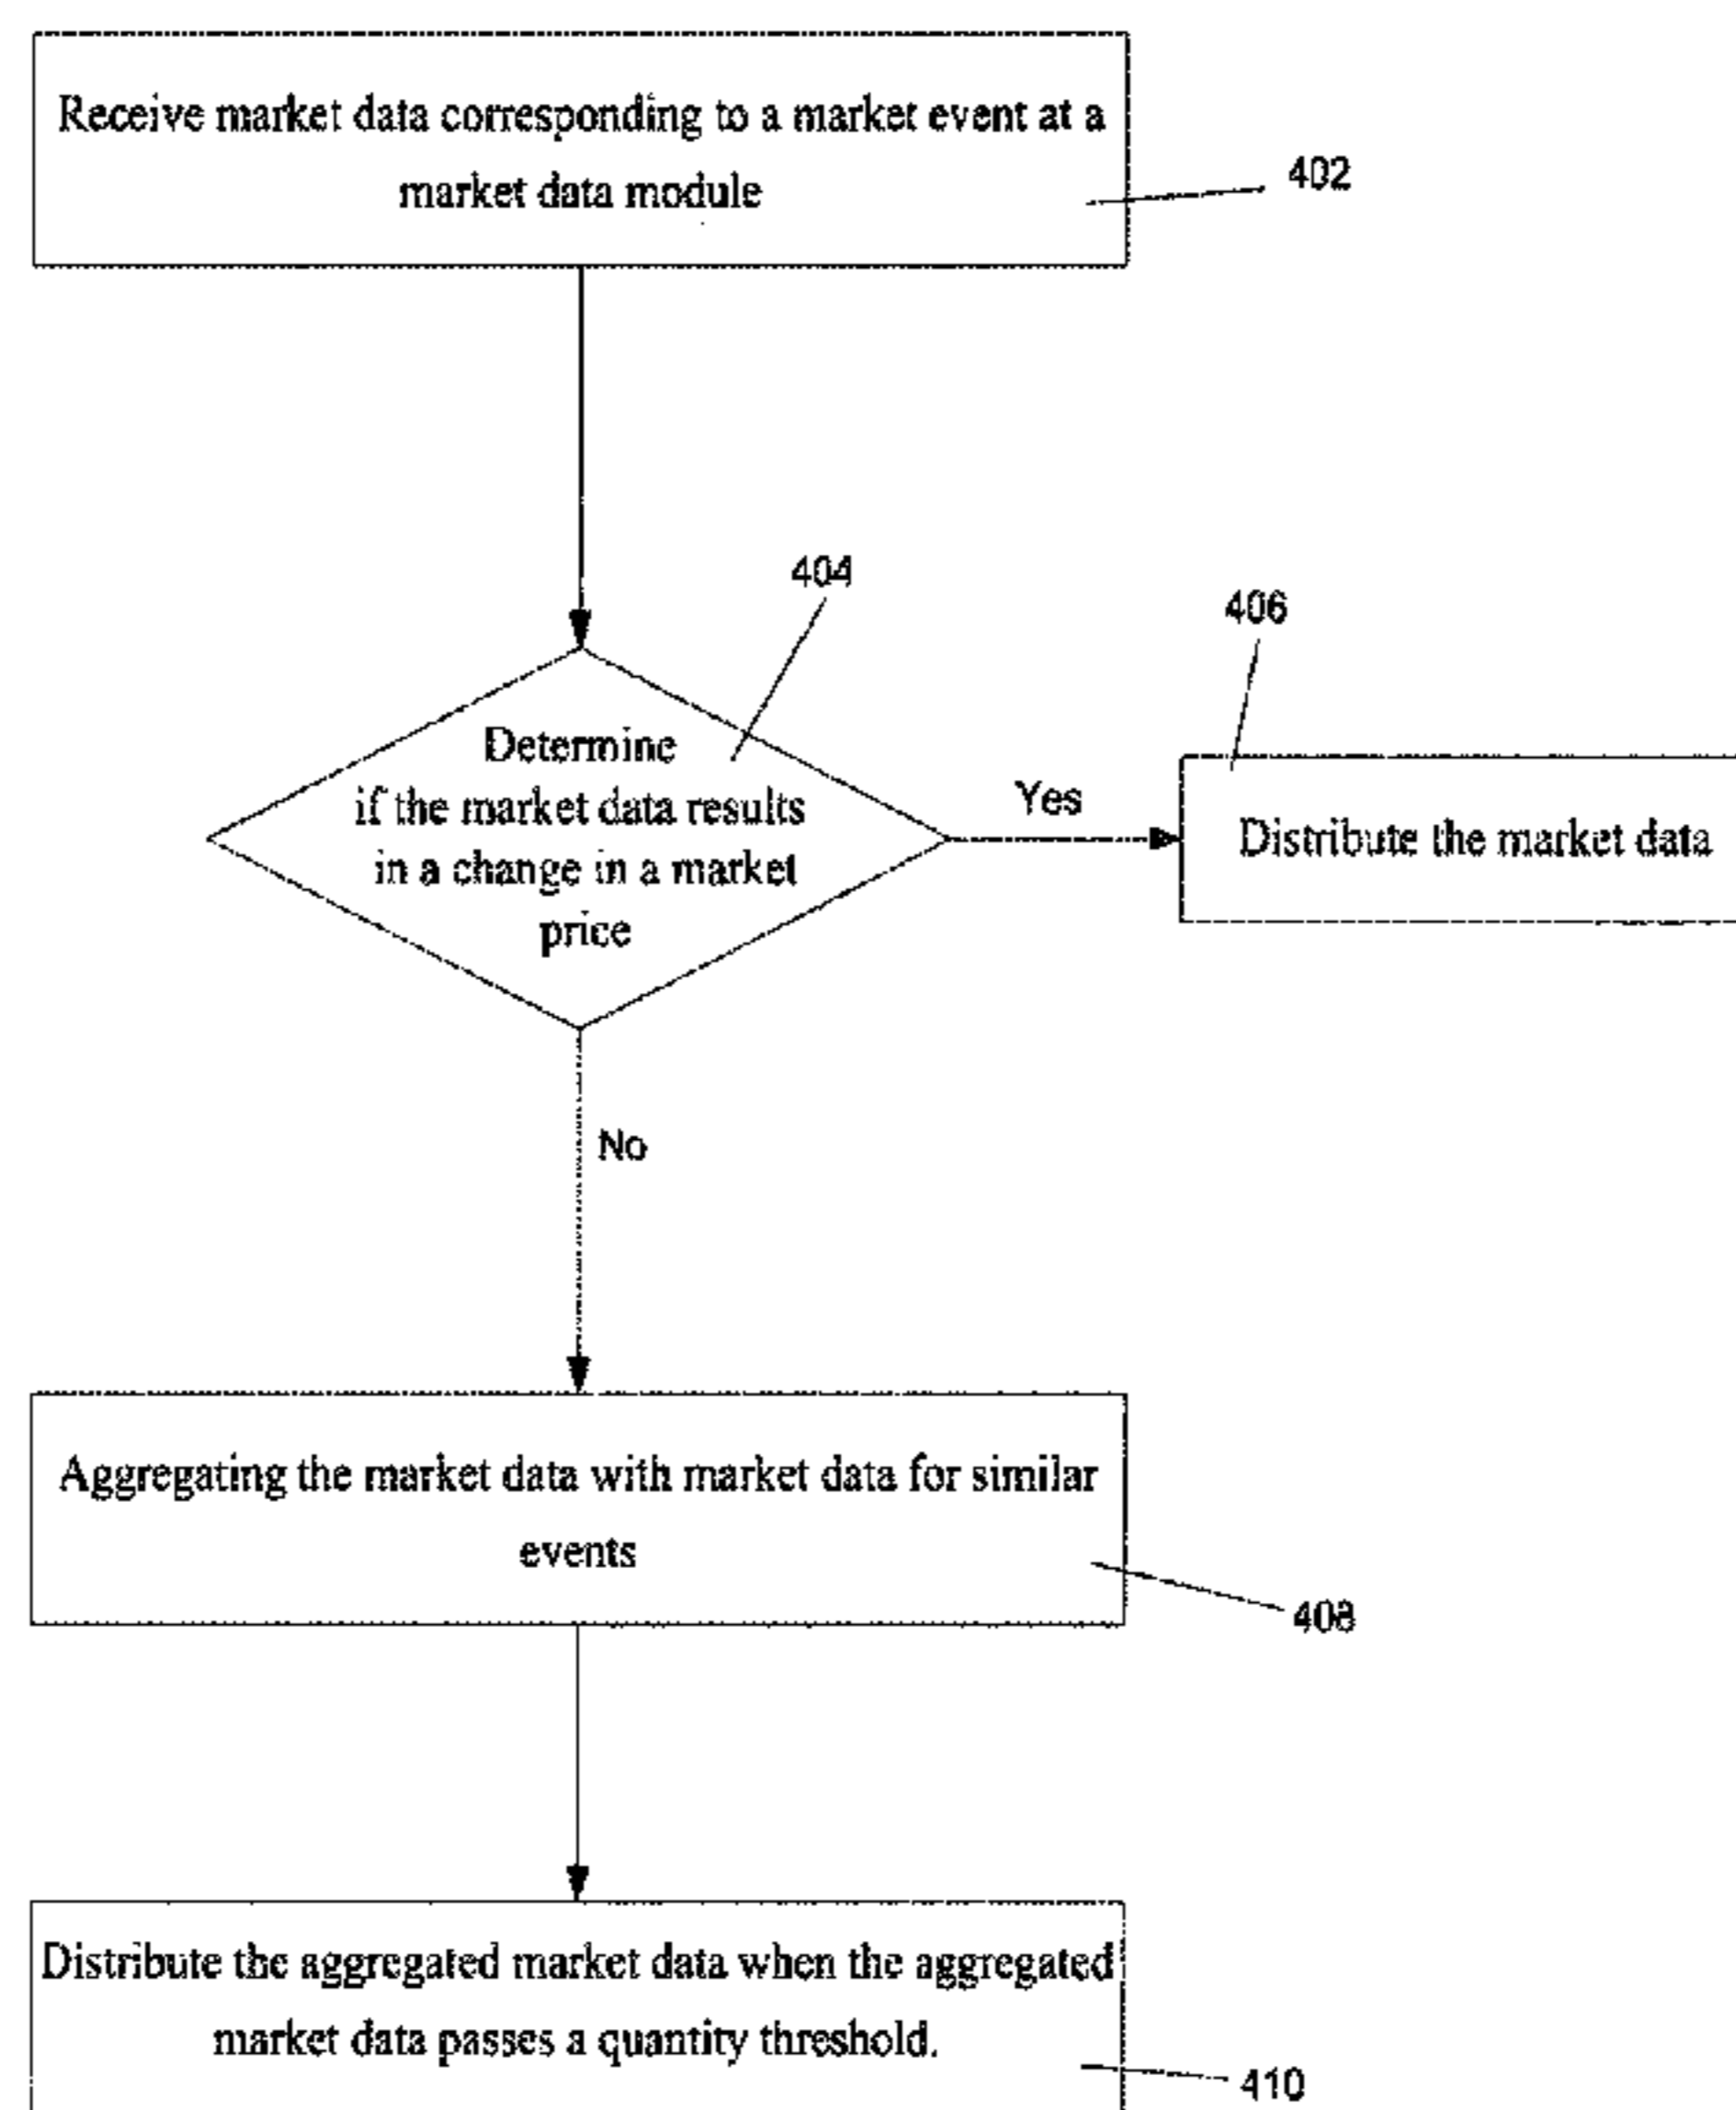 Receive market data corresponding to a market event at a
market data module
402
404
406
Determine
if the market data results
in a change in a market
price
Yes
Distribute the market data
No
Aggregating the market data with market data for similar
events
408
Distribute the aggregated market data when the aggregated
market data passes a quantity threshold.
410